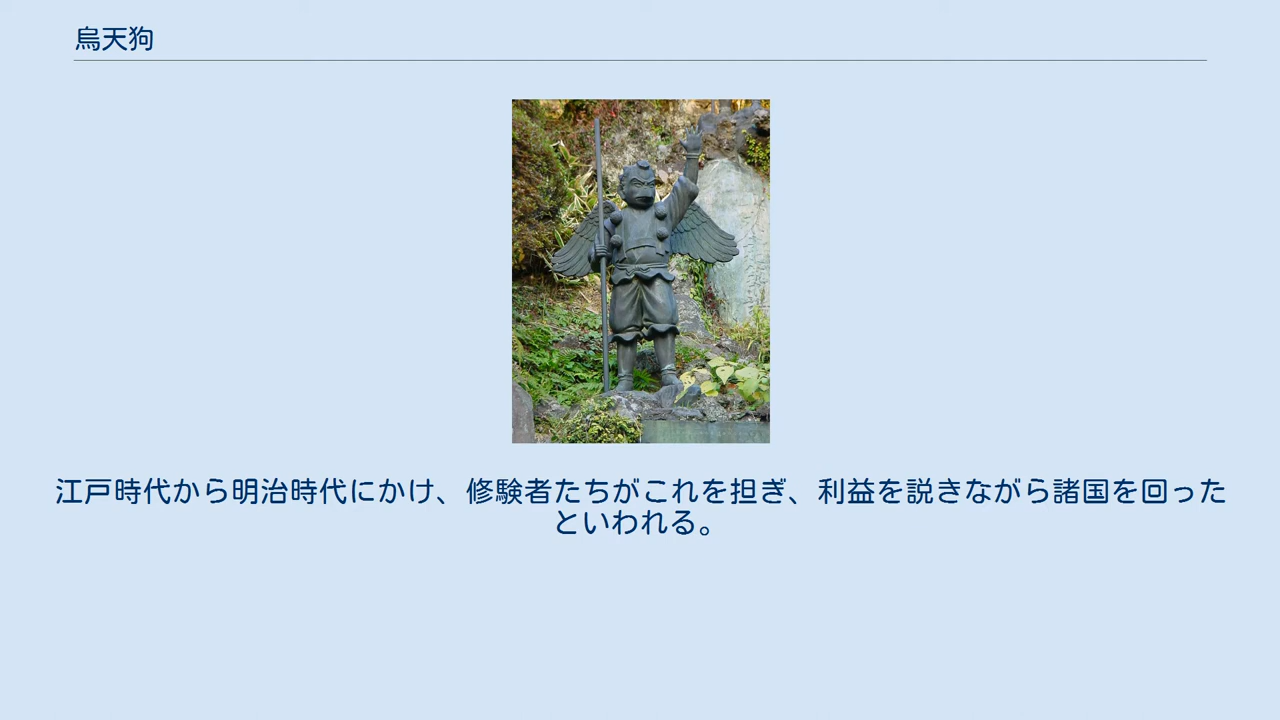 烏天狗
江戸時代から明治時代にかけ、修験者たちがこれを担ぎ、利益を説きながら諸国を回った
といわれる。